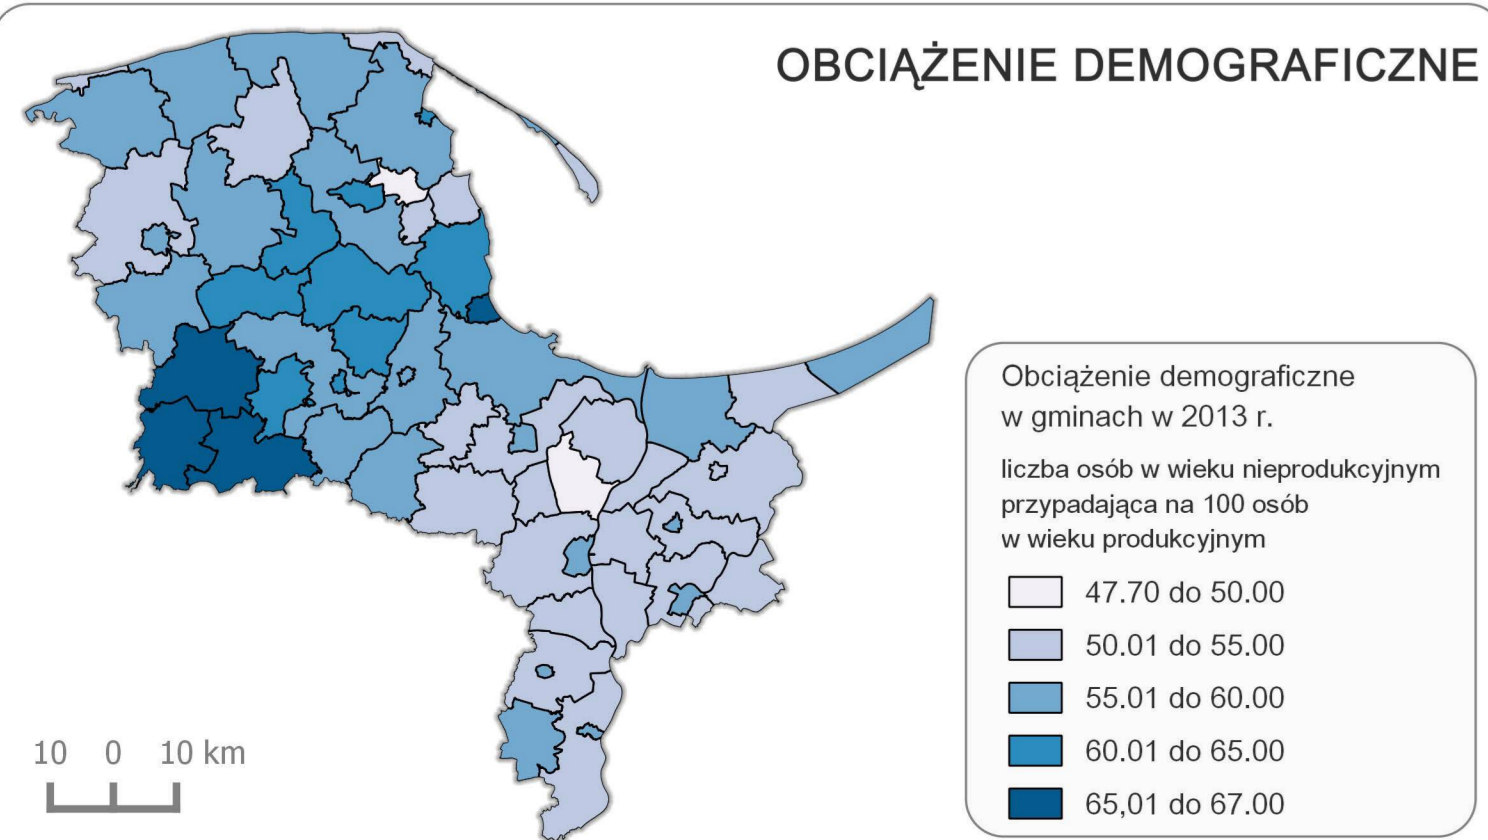 OBCIĄŻENIE DEMOGRAFICZNE
Obciążenie demograficzne
w gminach w 2013 r.
liczba osób w wieku nieprodukcyjnym
przypadająca na 100 osób
w wieku produkcyjnym
47.70 do 50.00
50.01 do 55.00
55.01 do 60.00
60.01 do 65.00
65,01 do 67.00
10 0 10 km